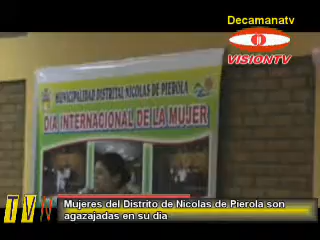 Decamanatv
VISIONTV
MUNICIPALIDAD DISTRITAL NICOLAS DE PIEROLA
DIA INTERNACIONAL DE LA MUJER
TVN
Mujeres del Distrito de Nicolas de Pierola son
agazajadas en su dia